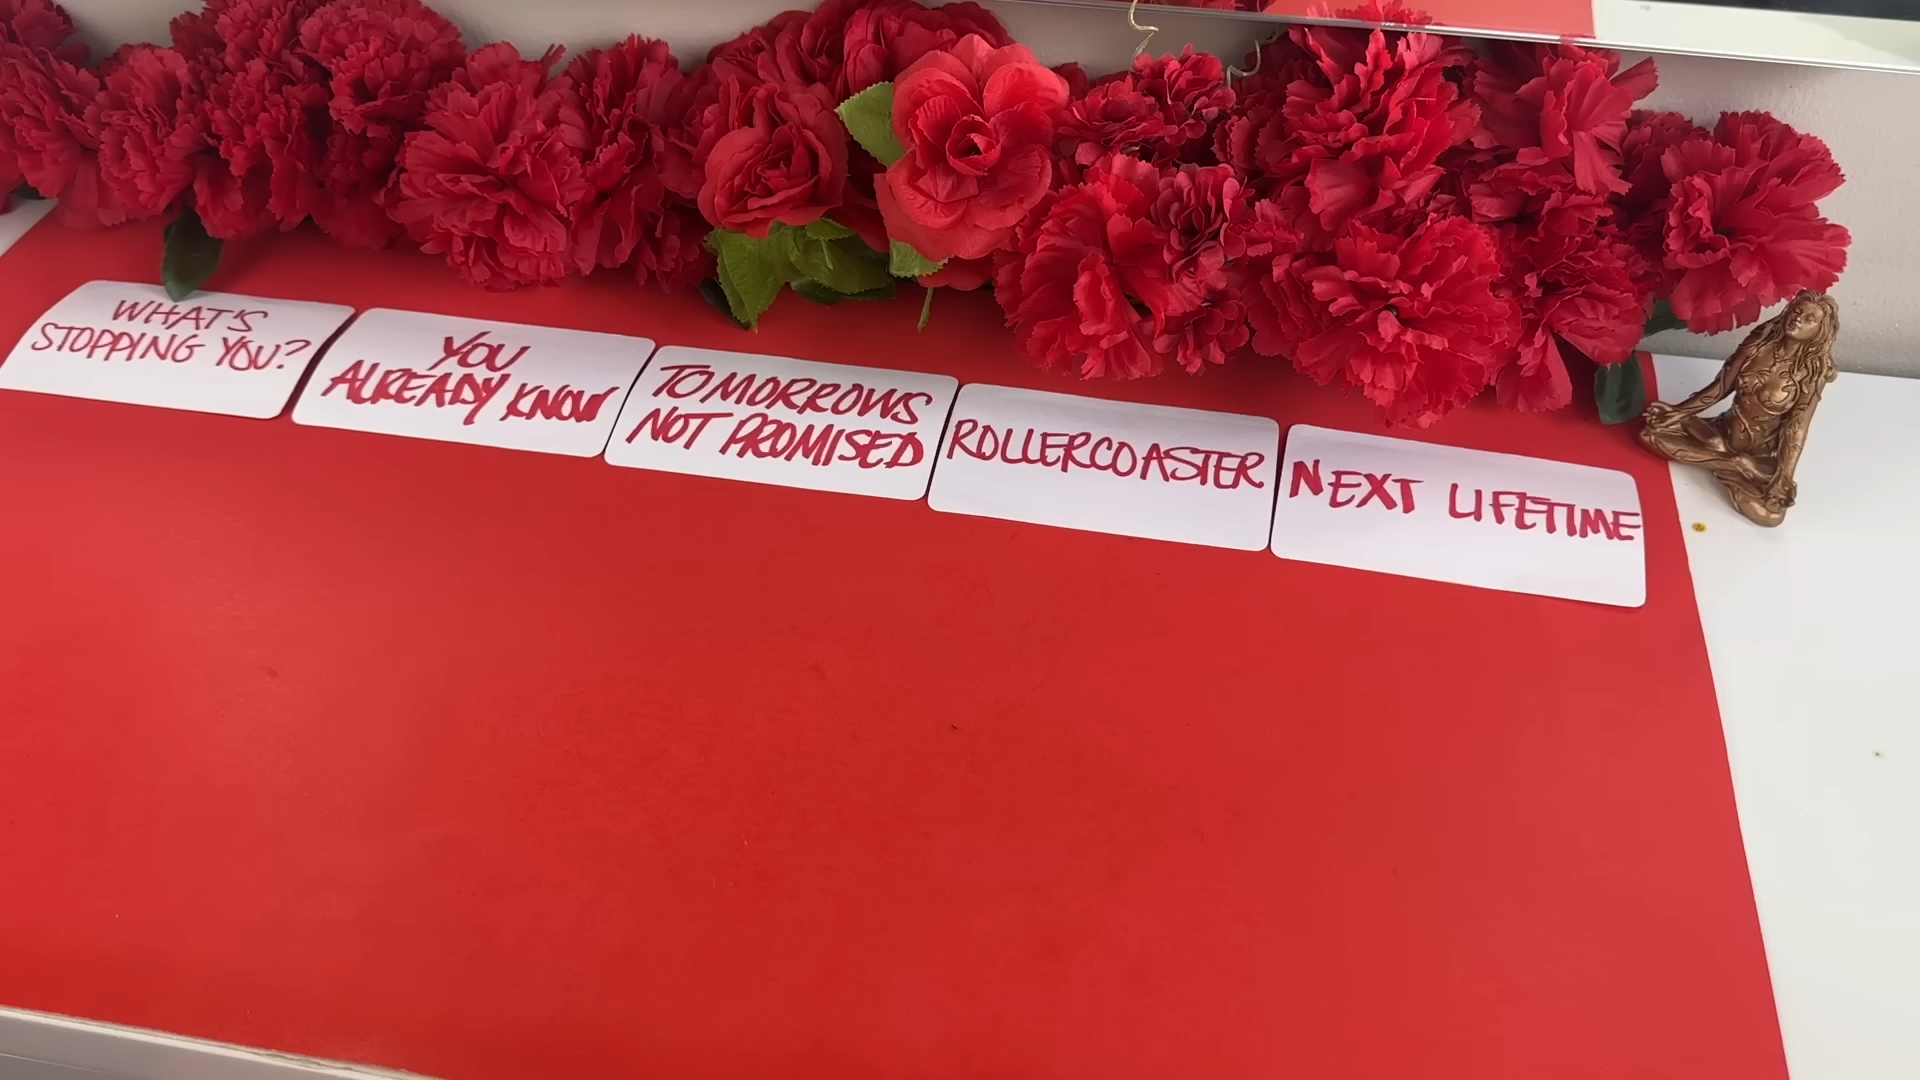 WHAT'S
STOPPING YOU?
YOU
ALREADY KNOW
TOMORROWS
NOT PROMISED
ROLLERCOASTER
NEXT LIFETIME